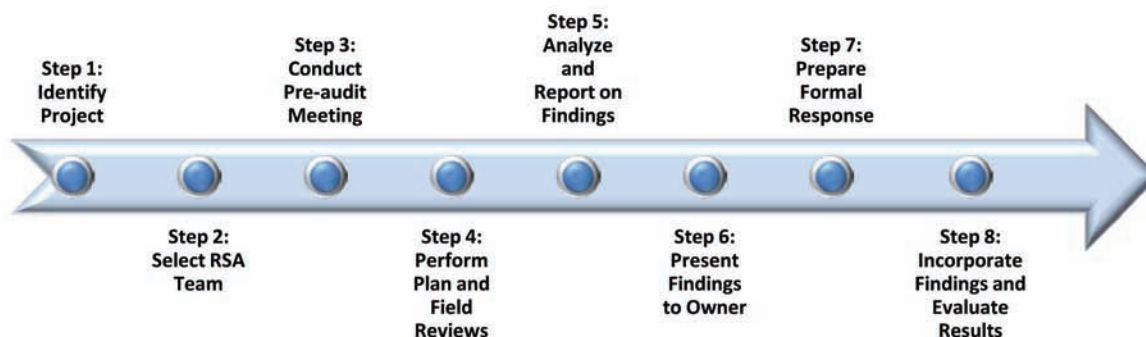 Step 1:
Identify
Project
Step 2:
Select RSA
Team
Step 3:
Conduct
Pre-audit
Meeting
Step 4:
Perform
Plan and
Field
Reviews
Step 5:
Analyze
and
Report on
Findings
Step 6:
Present
Findings
to Owner
Step 7:
Prepare
Formal
Response
Step 8:
Incorporate
Findings and
Evaluate
Results